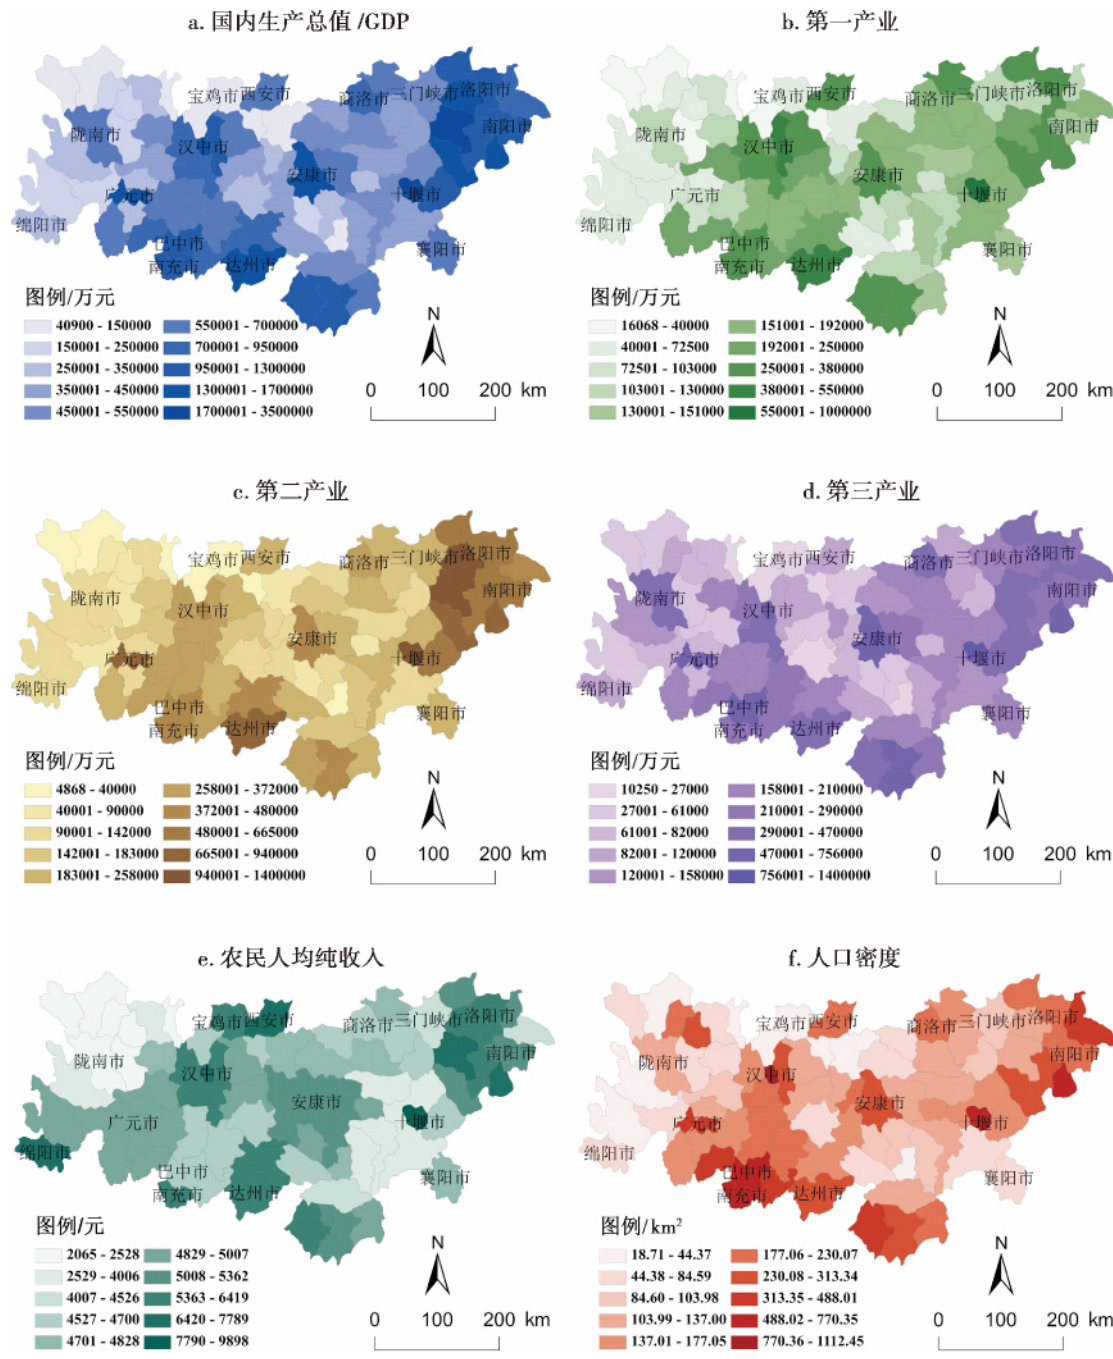 a. 国内生产总值 /GDP
宝鸡市 西安市
商洛市 三门峡市 洛阳市
陇南市
汉中市
南阳市
安康市
广元市
十堰市
绵阳市
巴中市
襄阳市
南充市 达州市
图例/万元
N
40900 - 150000 550001 - 700000
150001 - 250000 700001 - 950000
250001 - 350000 950001 - 1300000
350001 - 450000 1300001 - 1700000
450001 - 550000 1700001 - 3500000
0 100 200 km
b. 第一产业
宝鸡市 西安市
商洛市 三门峡市 洛阳市
陇南市
汉中市
南阳市
安康市
广元市
十堰市
绵阳市
巴中市
襄阳市
南充市 达州市
图例/万元
N
16068 - 40000 151001 - 192000
40001 - 72500 192001 - 250000
72501 - 103000 250001 - 380000
103001 - 130000 380001 - 550000
130001 - 151000 550001 - 1000000
0 100 200 km
c. 第二产业
宝鸡市 西安市
商洛市 三门峡市 洛阳市
陇南市
汉中市
南阳市
安康市
广元市
十堰市
绵阳市
巴中市
襄阳市
南充市 达州市
图例/万元
N
4868 - 40000 258001 - 372000
40001 - 90000 372001 - 480000
90001 - 142000 480001 - 665000
142001 - 183000 665001 - 940000
183001 - 258000 940001 - 1400000
0 100 200 km
d. 第三产业
宝鸡市 西安市
商洛市 三门峡市 洛阳市
陇南市
汉中市
南阳市
安康市
广元市
十堰市
绵阳市
巴中市
襄阳市
南充市 达州市
图例/万元
N
10250 - 27000 158001 - 210000
27001 - 61000 210001 - 290000
61001 - 82000 290001 - 470000
82001 - 120000 470001 - 756000
120001 - 158000 756001 - 1400000
0 100 200 km
e. 农民人均纯收入
宝鸡市 西安市
商洛市 三门峡市 洛阳市
陇南市
汉中市
南阳市
安康市
广元市
十堰市
绵阳市
巴中市
襄阳市
南充市 达州市
图例/元
N
2065 - 2528 4829 - 5007
2529 - 4006 5008 - 5362
4007 - 4526 5363 - 6419
4527 - 4700 6420 - 7789
4701 - 4828 7790 - 9898
0 100 200 km
f. 人口密度
宝鸡市 西安市
商洛市 三门峡市 洛阳市
陇南市
汉中市
南阳市
安康市
广元市
十堰市
绵阳市
巴中市
襄阳市
南充市 达州市
图例/km²
N
18.71 - 44.37 177.06 - 230.07
44.38 - 84.59 230.08 - 313.34
84.60 - 103.98 313.35 - 488.01
103.99 - 137.00 488.02 - 770.35
137.01 - 177.05 770.36 - 1112.45
0 100 200 km